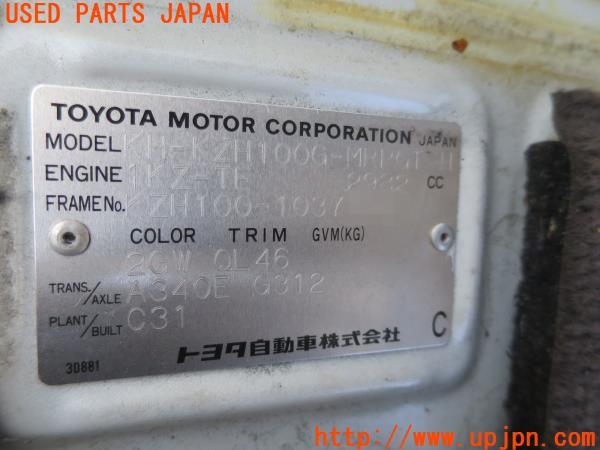 USED PARTS JAPAN
TOYOTA MOTOR CORPORATION JAPAN
MODEL KH-KZH100G-MRPGT-H
ENGINE 1KZ-TE 2982 CC
FRAME No. KZH100-1037
COLOR TRIM GVM(KG)
2CW QL46
TRANS./AXLE A340E G312
PLANT/BUILT C31
C
トヨタ自動車株式会社
30881
http://www.upjpn.com/